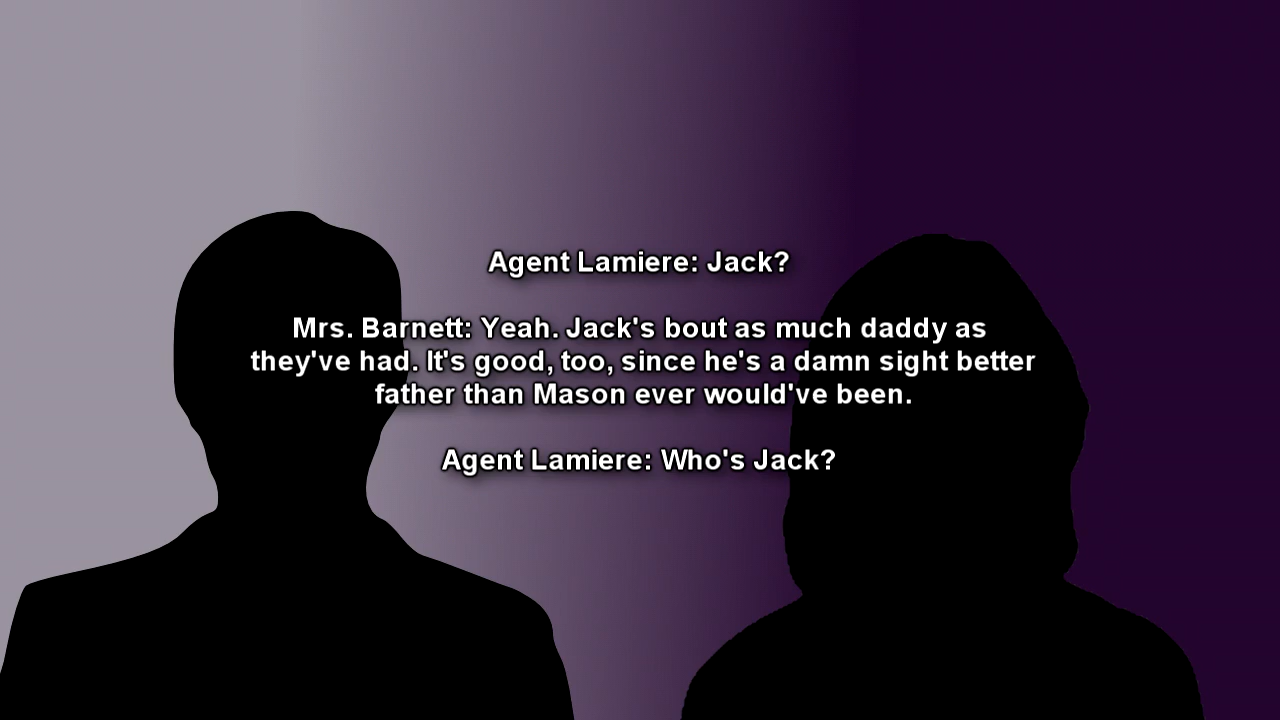 Agent Lamiere: Jack?
Mrs. Barnett: Yeah. Jack's bout as much daddy as
they've had. It's good, too, since he's a damn sight better
father than Mason ever would've been.
Agent Lamiere: Who's Jack?